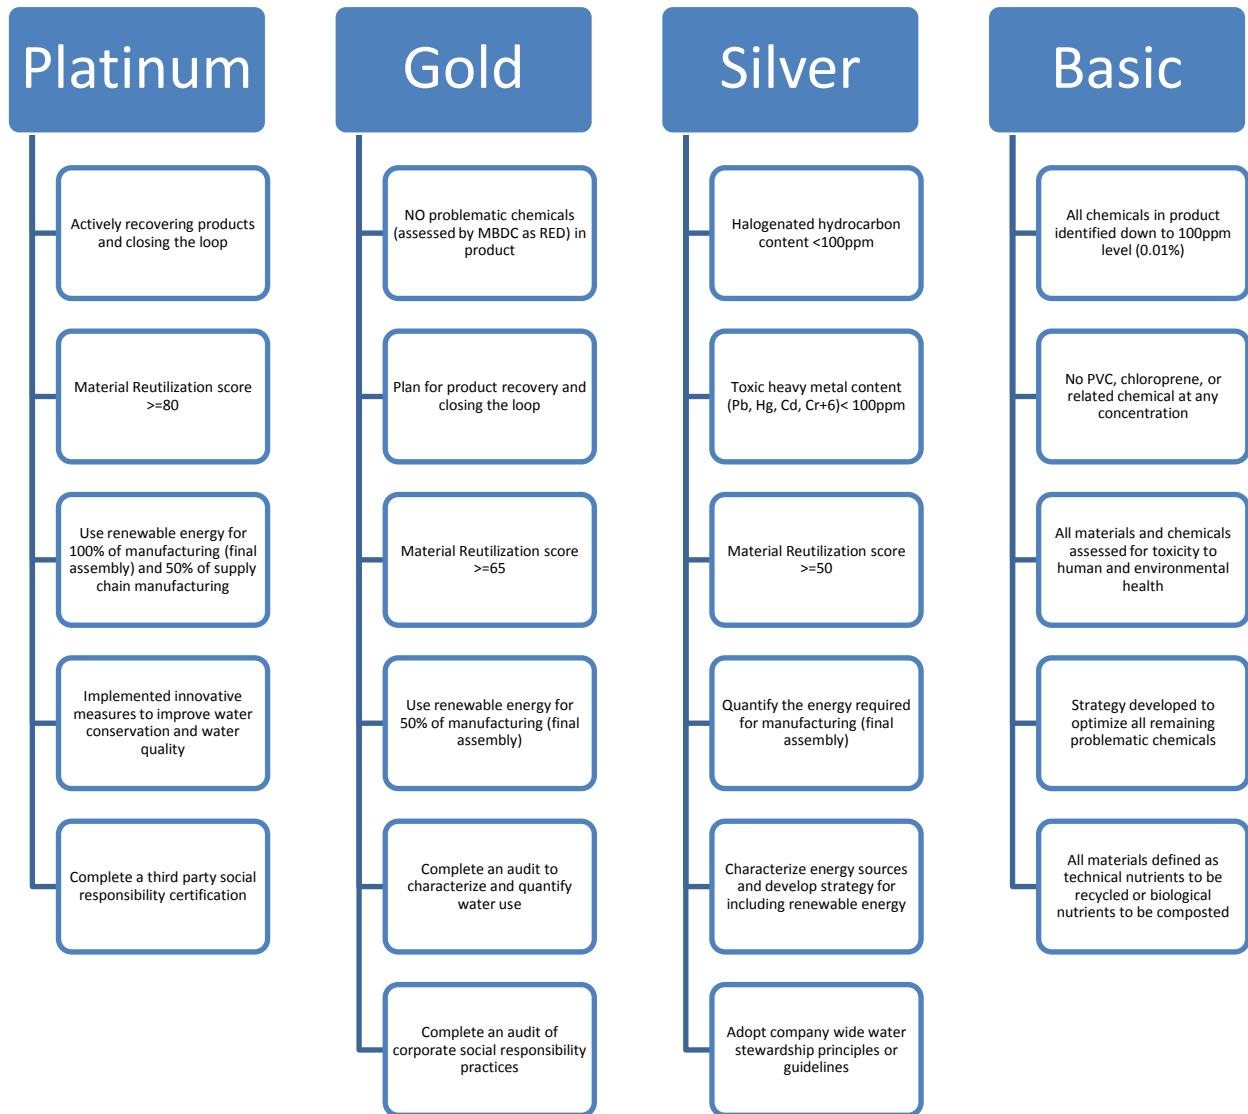 Platinum
Actively recovering products
and closing the loop
Material Reutilization score
>=80
Use renewable energy for
100% of manufacturing (final
assembly) and 50% of supply
chain manufacturing
Implemented innovative
measures to improve water
conservation and water
quality
Complete a third party social
responsibility certification
Gold
NO problematic chemicals
(assessed by MBDC as RED) in
product
Plan for product recovery and
closing the loop
Material Reutilization score
>=65
Use renewable energy for
50% of manufacturing (final
assembly)
Complete an audit to
characterize and quantify
water use
Complete an audit of
corporate social responsibility
practices
Silver
Halogenated hydrocarbon
content <100ppm
Toxic heavy metal content
(Pb, Hg, Cd, Cr+6)< 100ppm
Material Reutilization score
>=50
Quantify the energy required
for manufacturing (final
assembly)
Characterize energy sources
and develop strategy for
including renewable energy
Adopt company wide water
stewardship principles or
guidelines
Basic
All chemicals in product
identified down to 100ppm
level (0.01%)
No PVC, chloroprene, or
related chemical at any
concentration
All materials and chemicals
assessed for toxicity to
human and environmental
health
Strategy developed to
optimize all remaining
problematic chemicals
All materials defined as
technical nutrients to be
recycled or biological
nutrients to be composted